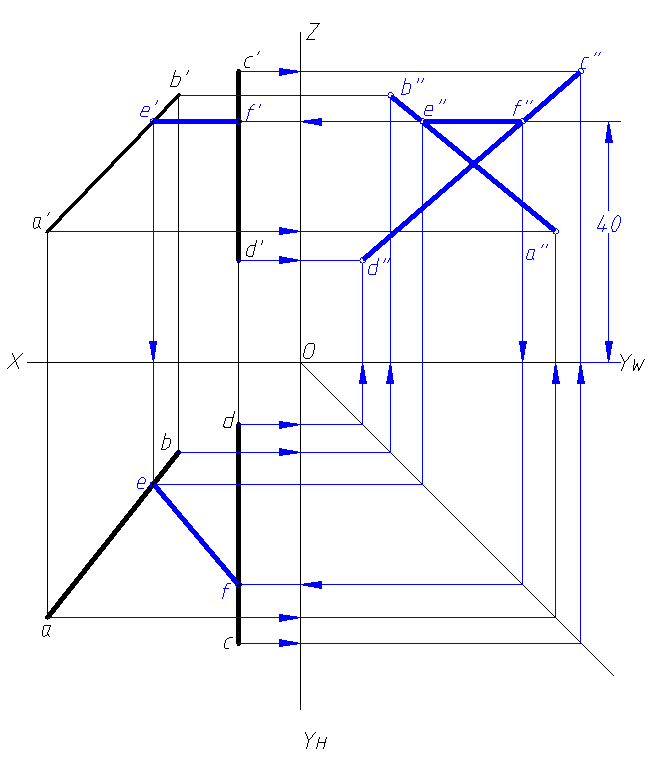 Z
c' c"
b' b"
e' f' e" f"
a' 40
d' d" a"
X O Yw
d
b
e
f
a c
YH